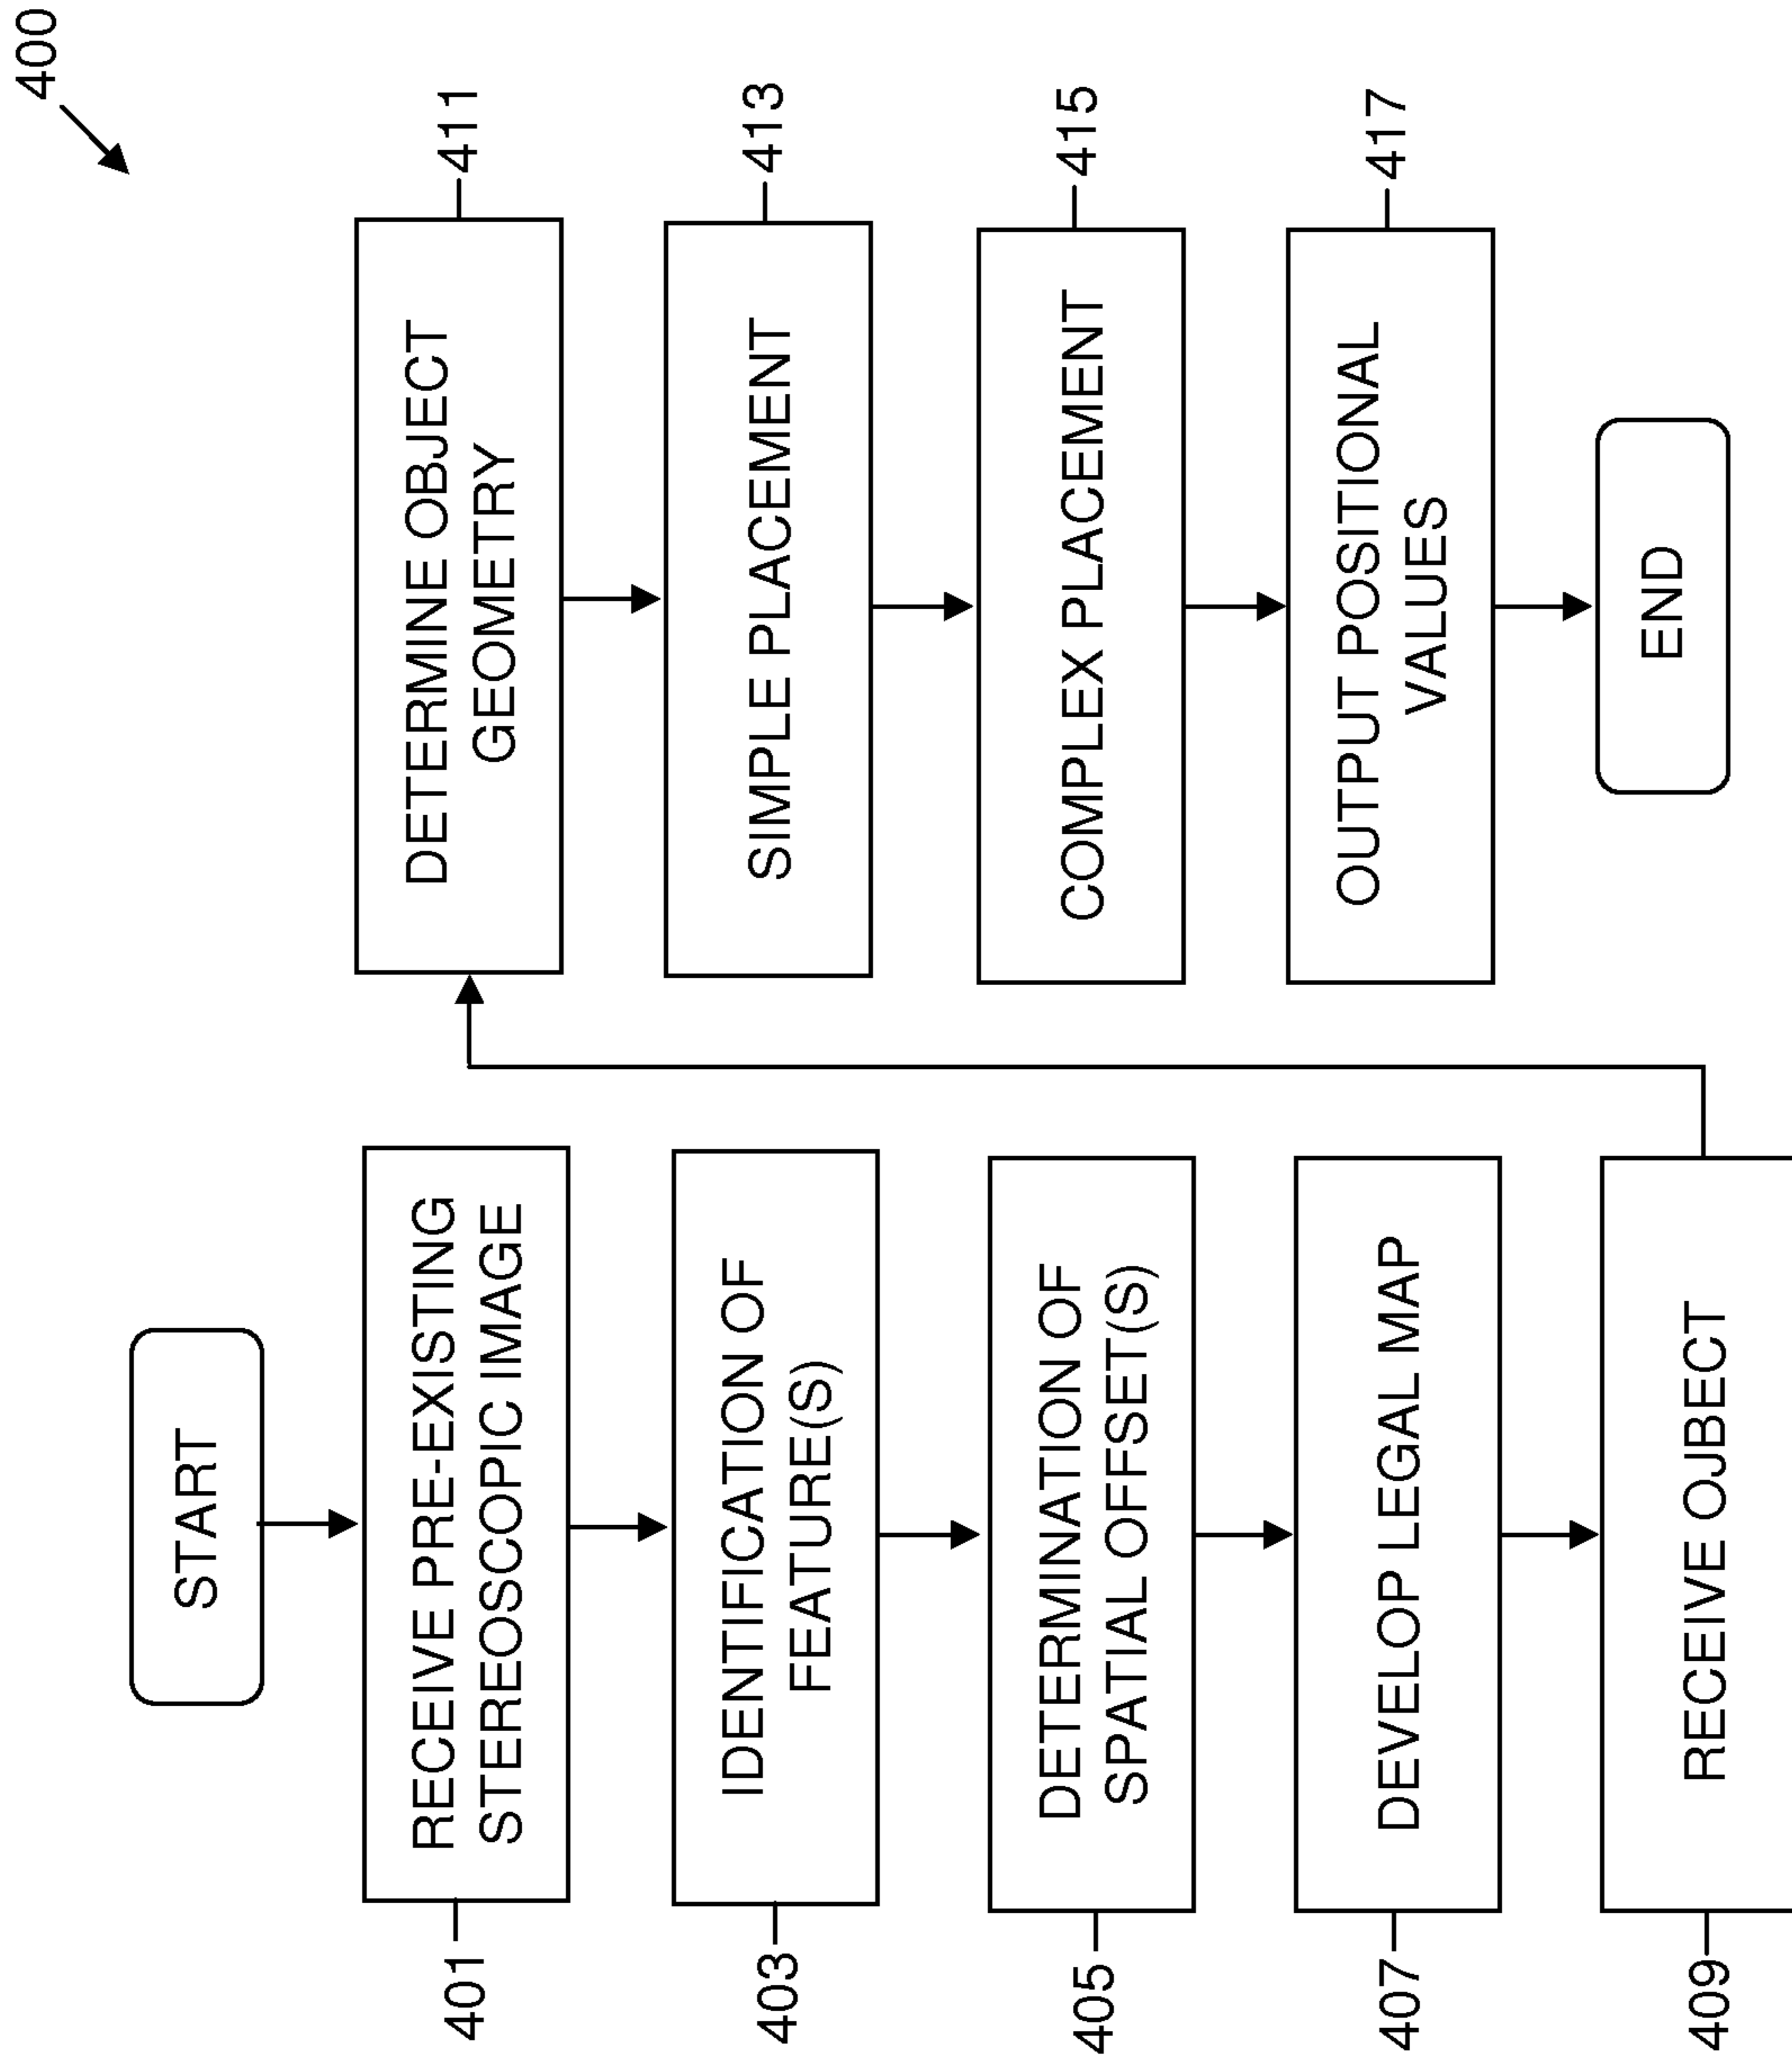 400
START
401
RECEIVE PRE-EXISTING
STEREOSCOPIC IMAGE
403
IDENTIFICATION OF
FEATURE(S)
405
DETERMINATION OF
SPATIAL OFFSET(S)
407
DEVELOP LEGAL MAP
409
RECEIVE OJBECT
411
DETERMINE OBJECT
GEOMETRY
413
SIMPLE PLACEMENT
415
COMPLEX PLACEMENT
417
OUTPUT POSITIONAL
VALUES
END